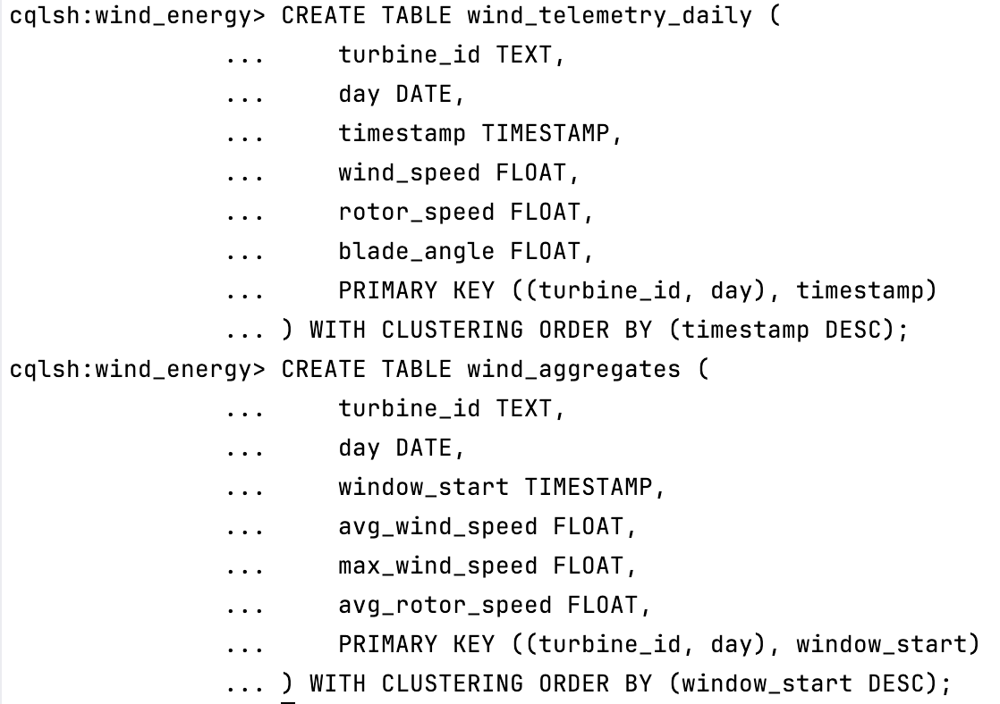 cqlsh:wind_energy> CREATE TABLE wind_telemetry_daily (
               ...     turbine_id TEXT,
               ...     day DATE,
               ...     timestamp TIMESTAMP,
               ...     wind_speed FLOAT,
               ...     rotor_speed FLOAT,
               ...     blade_angle FLOAT,
               ...     PRIMARY KEY ((turbine_id, day), timestamp)
               ... ) WITH CLUSTERING ORDER BY (timestamp DESC);
cqlsh:wind_energy> CREATE TABLE wind_aggregates (
               ...     turbine_id TEXT,
               ...     day DATE,
               ...     window_start TIMESTAMP,
               ...     avg_wind_speed FLOAT,
               ...     max_wind_speed FLOAT,
               ...     avg_rotor_speed FLOAT,
               ...     PRIMARY KEY ((turbine_id, day), window_start)
               ... ) WITH CLUSTERING ORDER BY (window_start DESC);